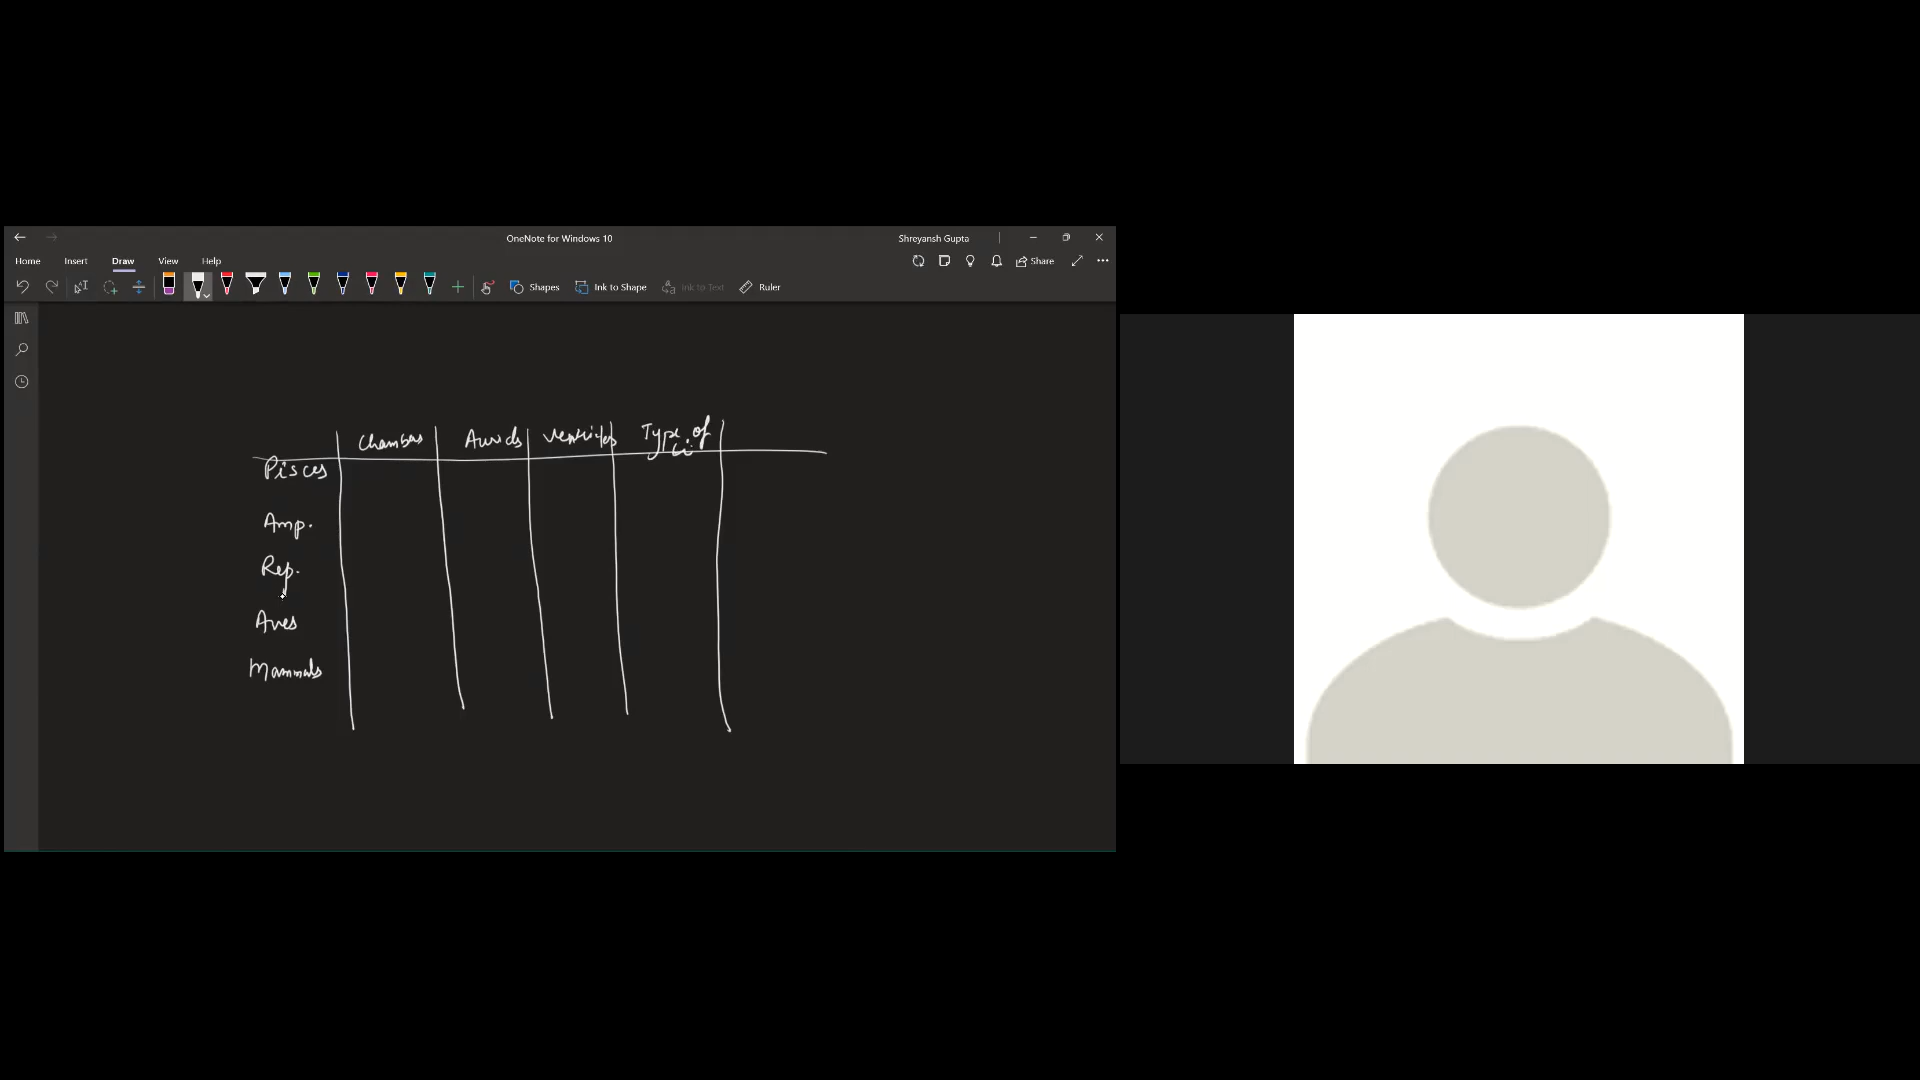 OneNote for Windows 10
Shreyansh Gupta
Home Insert Draw View Help
Share
Shapes Ink to Shape Ink to Text Ruler
Chambers Auricls Ventricles Type of
Pisces
Amp.
Rep.
Aves
Mammals